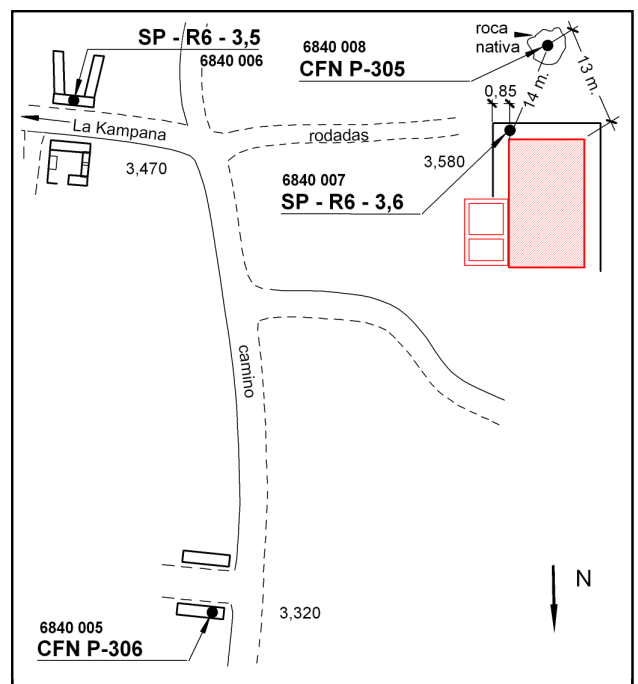 SP - R6 - 3,5
6840 006
6840 008
CFN P-305
roca
nativa
14 m.
13 m.
0,85
La Kampana
rodadas
3,470
3,580
6840 007
SP - R6 - 3,6
camino
N
3,320
6840 005
CFN P-306